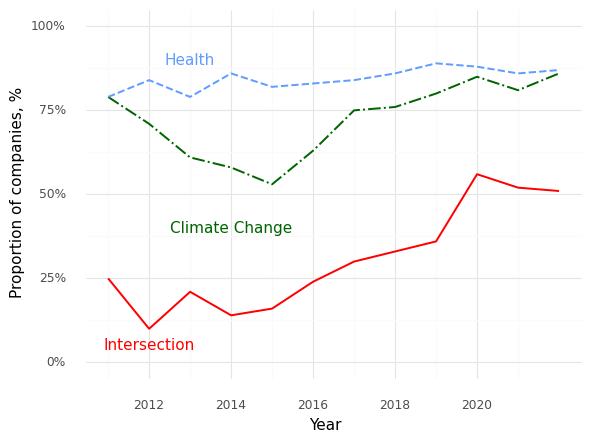 100%
Health
75%
50%
Climate Change
25%
Intersection
0%
Proportion of companies, %
2012 2014 2016 2018 2020
Year